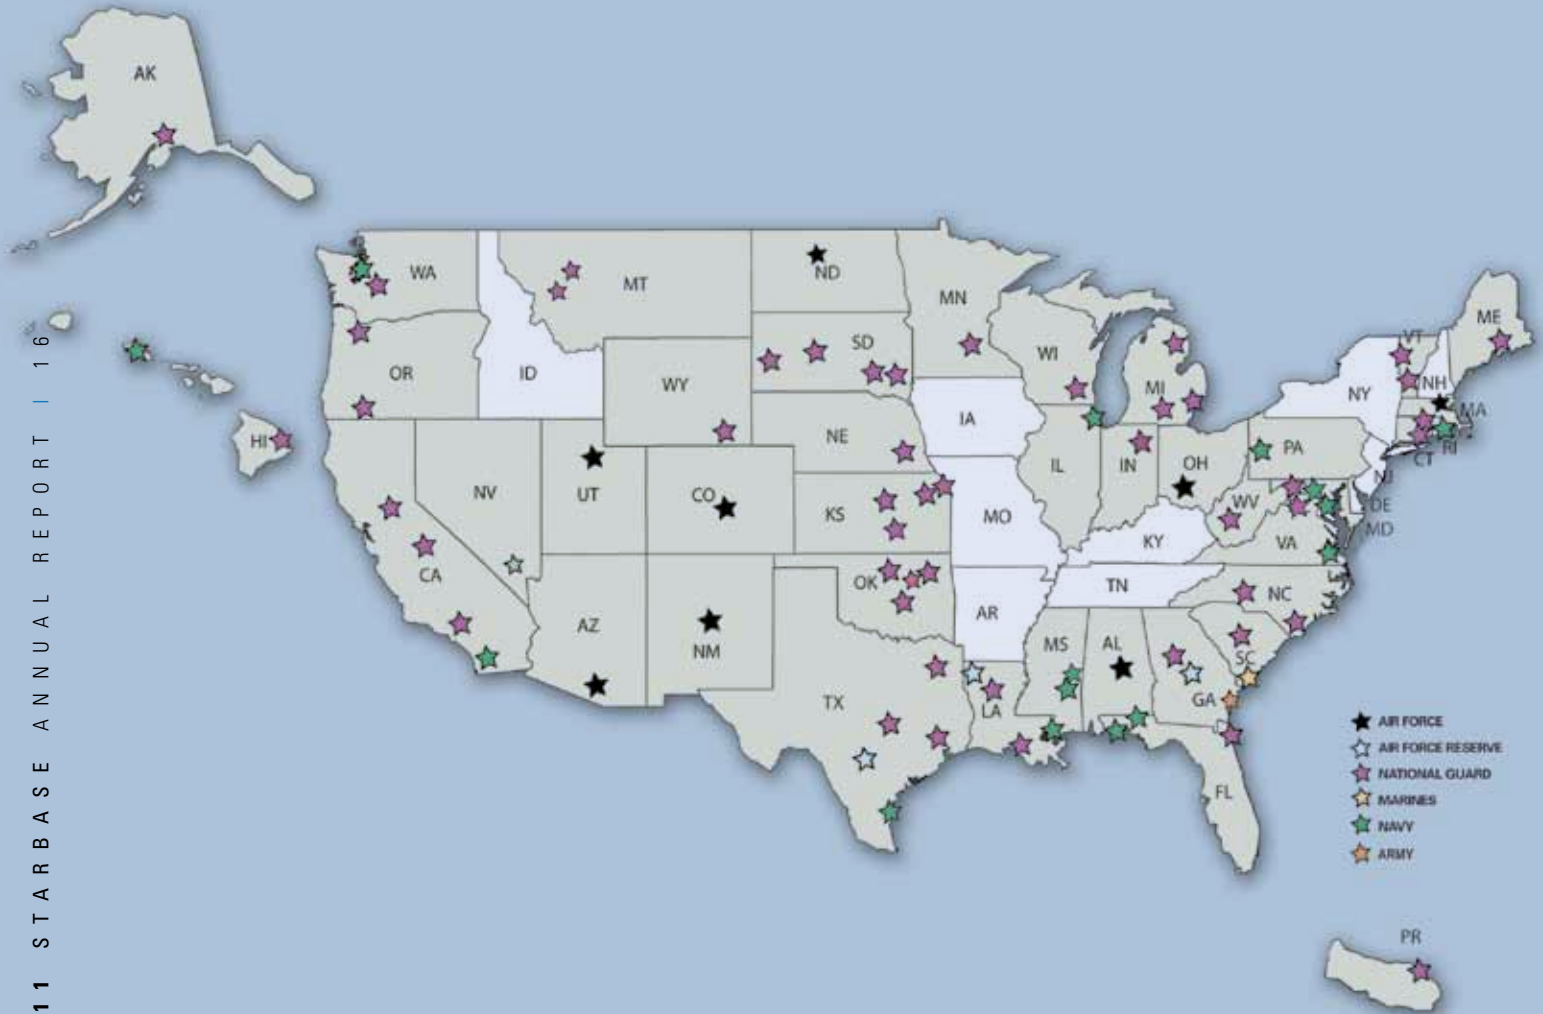 11 STARBASE ANNUAL REPORT | 16
AK
WA
MT
ND
MN
ME
VT
OR
ID
WY
SD
WI
MI
NY
NH
MA
HI
NV
UT
CO
NE
IA
IL
IN
OH
PA
CT
RI
NJ
CA
KS
MO
WV
VA
DE
MD
KY
AZ
NM
OK
AR
TN
NC
TX
LA
MS
AL
GA
SC
FL
AIR FORCE
AIR FORCE RESERVE
NATIONAL GUARD
MARINES
NAVY
ARMY
PR